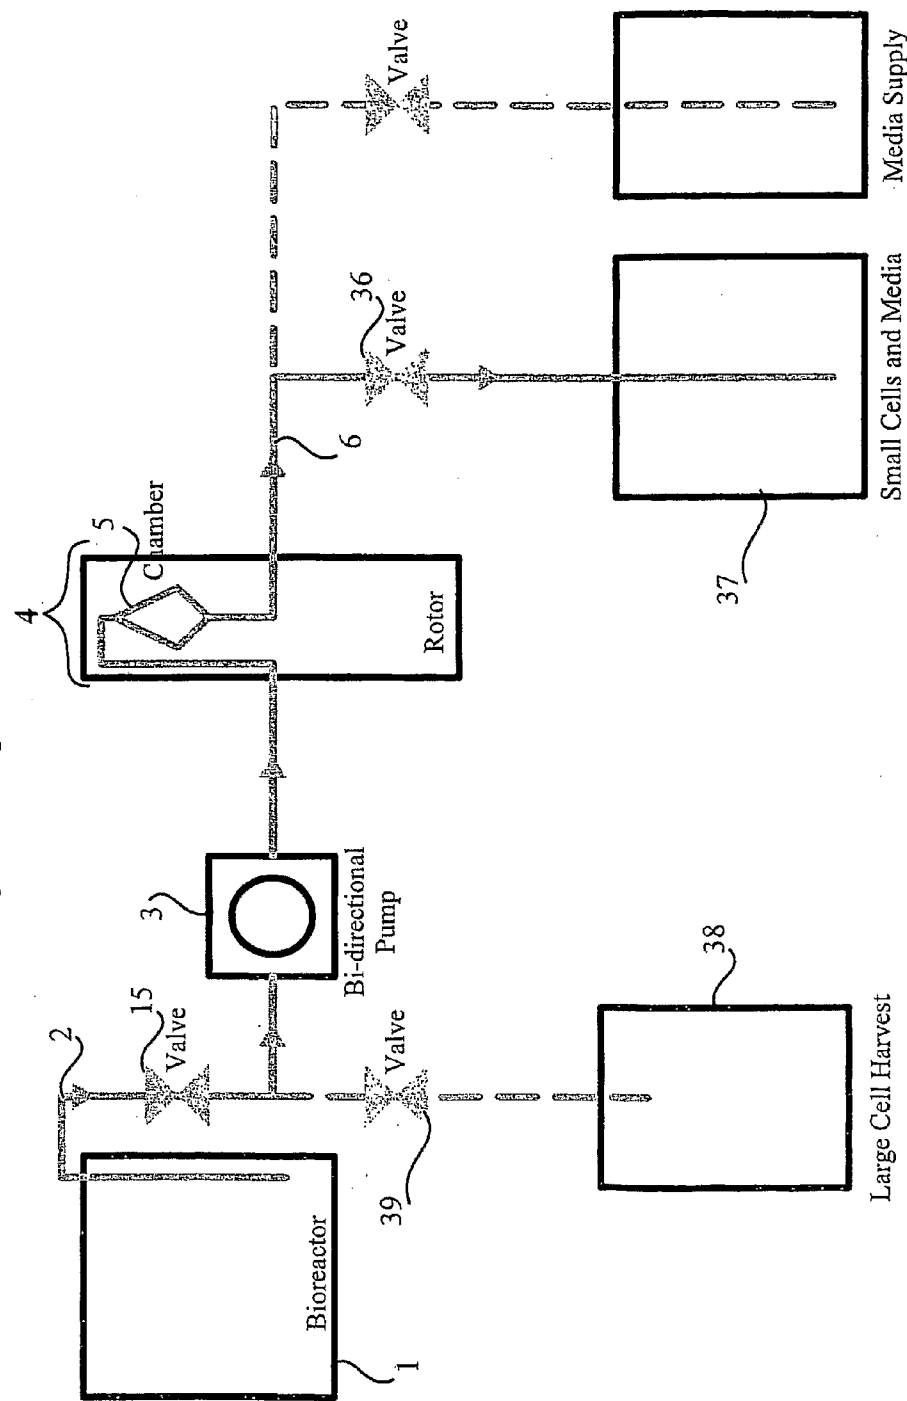 Bioreactor
1
2
15
Valve
3
Bi-directional
Pump
4
5
Chamber
Rotor
6
36
Valve
Valve
39
Valve
38
Large Cell Harvest
37
Small Cells and Media
Media Supply